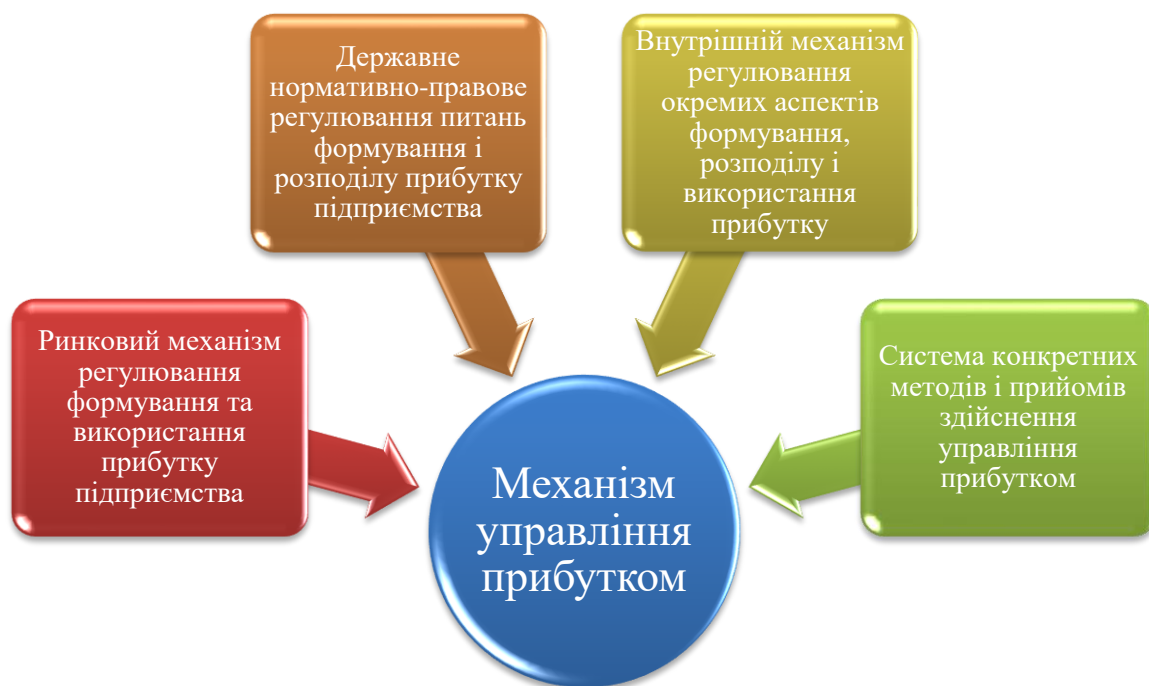 Ринковий механізм
регулювання
формування та
використання
прибутку
підприємства
Державне
нормативно-правове
регулювання питань
формування і
розподілу прибутку
підприємства
Внутрішній механізм
регулювання
окремих аспектів
формування,
розподілу і
використання
прибутку
Система конкретних
методів і прийомів
здійснення
управління
прибутком
Механізм
управління
прибутком